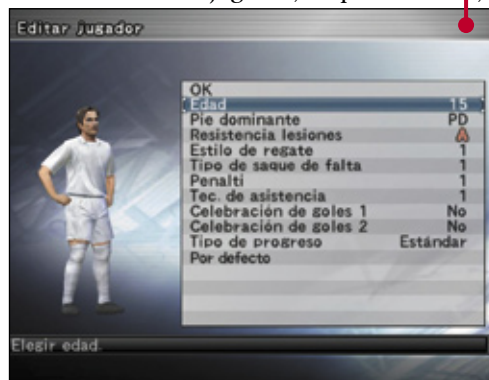 Editar jugador
OK
Edad 15
Pie dominante PD
Resistencia lesiones A
Estilo de regate 1
Tipo de saque de falta 1
Penalti 1
Tec. de asistencia 1
Celebración de goles 1 No
Celebración de goles 2 No
Tipo de progreso Estándar
Por defecto
Elegir edad.